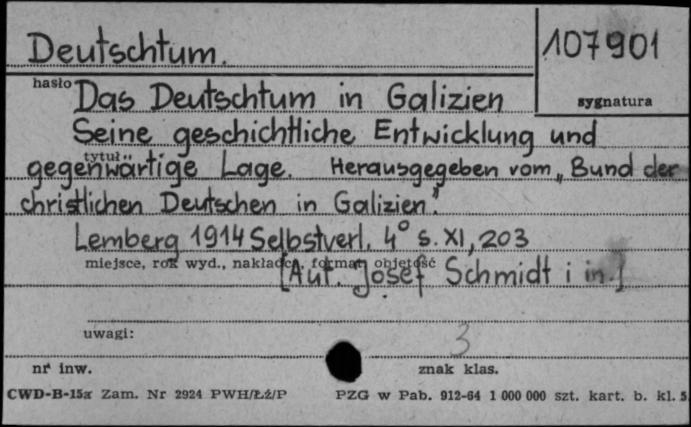 Deutschtum.
107901
hasło
sygnatura
Das Deutschtum in Galizien
Seine geschichtliche Entwicklung und
tytuł
gegenwärtige Lage. Herausgegeben vom „Bund der
christlichen Deutschen in Galizien".
Lemberg 1914 Selbstverl. 4° s. XI, 203
miejsce, rok wyd., nakładca, format, objętość
[Aut. Josef Schmidt i in.]
uwagi:
3
nr inw.
znak klas.
CWD-B-15a Zam. Nr 2924 PWH/Łź/P
PZG w Pab. 912-64 1 000 000 szt. kart. b. kl. 5